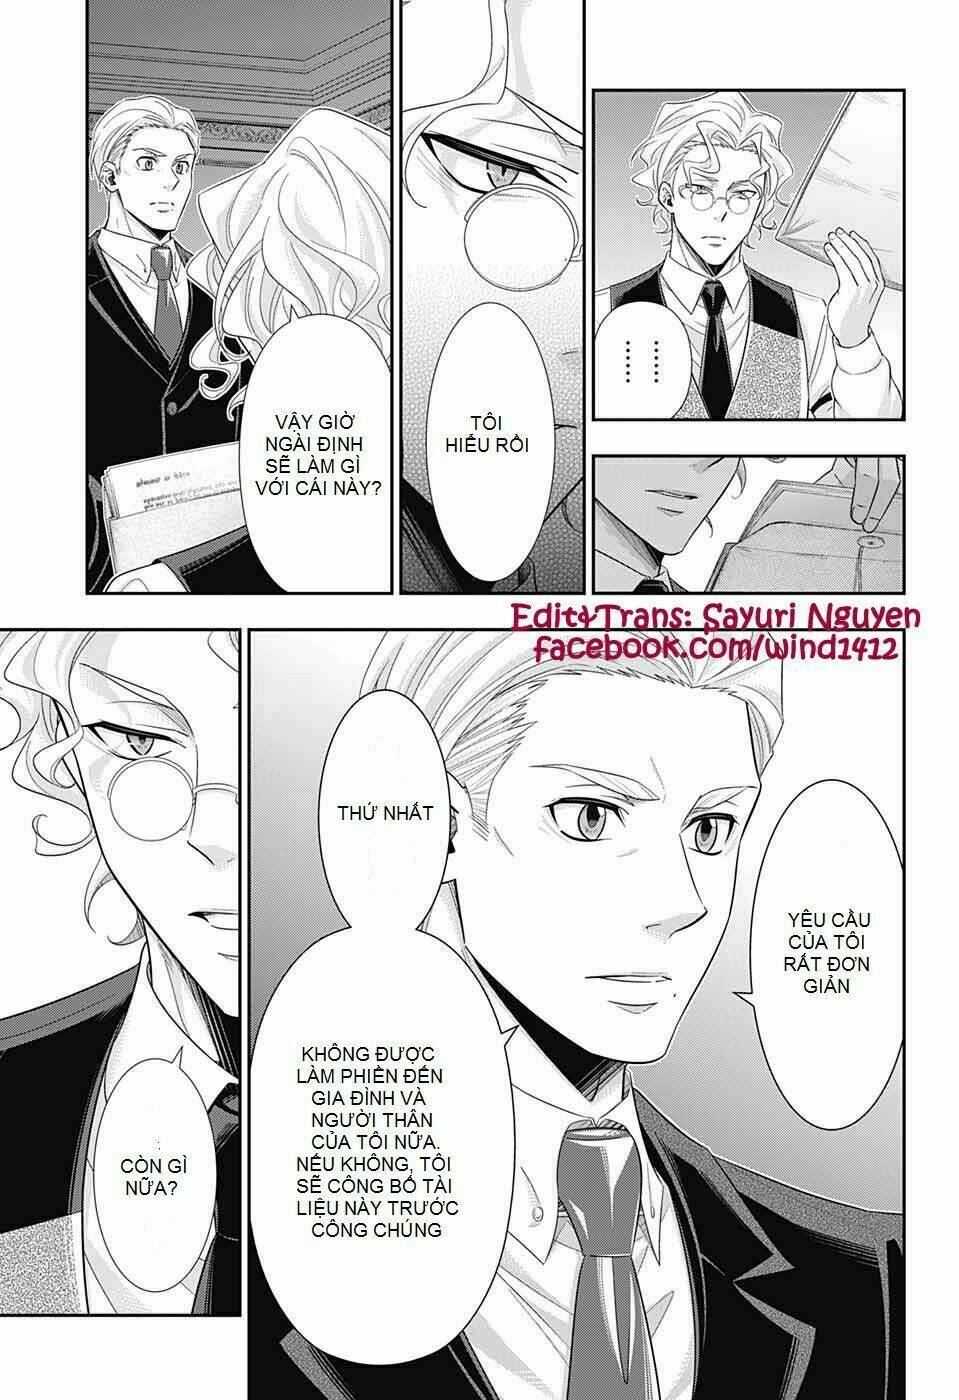 ......
......
TÔI
HIỂU RỒI
VẬY GIỜ
NGÀI ĐỊNH
SẼ LÀM GÌ
VỚI CÁI NÀY?
Edit&Trans: Sayuri Nguyen
facebook.com/wind1412
YÊU CẦU
CỦA TÔI
RẤT ĐƠN
GIẢN
THỨ NHẤT
KHÔNG ĐƯỢC
LÀM PHIỀN ĐẾN
GIA ĐÌNH VÀ
NGƯỜI THÂN
CỦA TÔI NỮA.
NẾU KHÔNG, TÔI
SẼ CÔNG BỐ TÀI
LIỆU NÀY TRƯỚC
CÔNG CHÚNG
CÒN GÌ
NỮA?